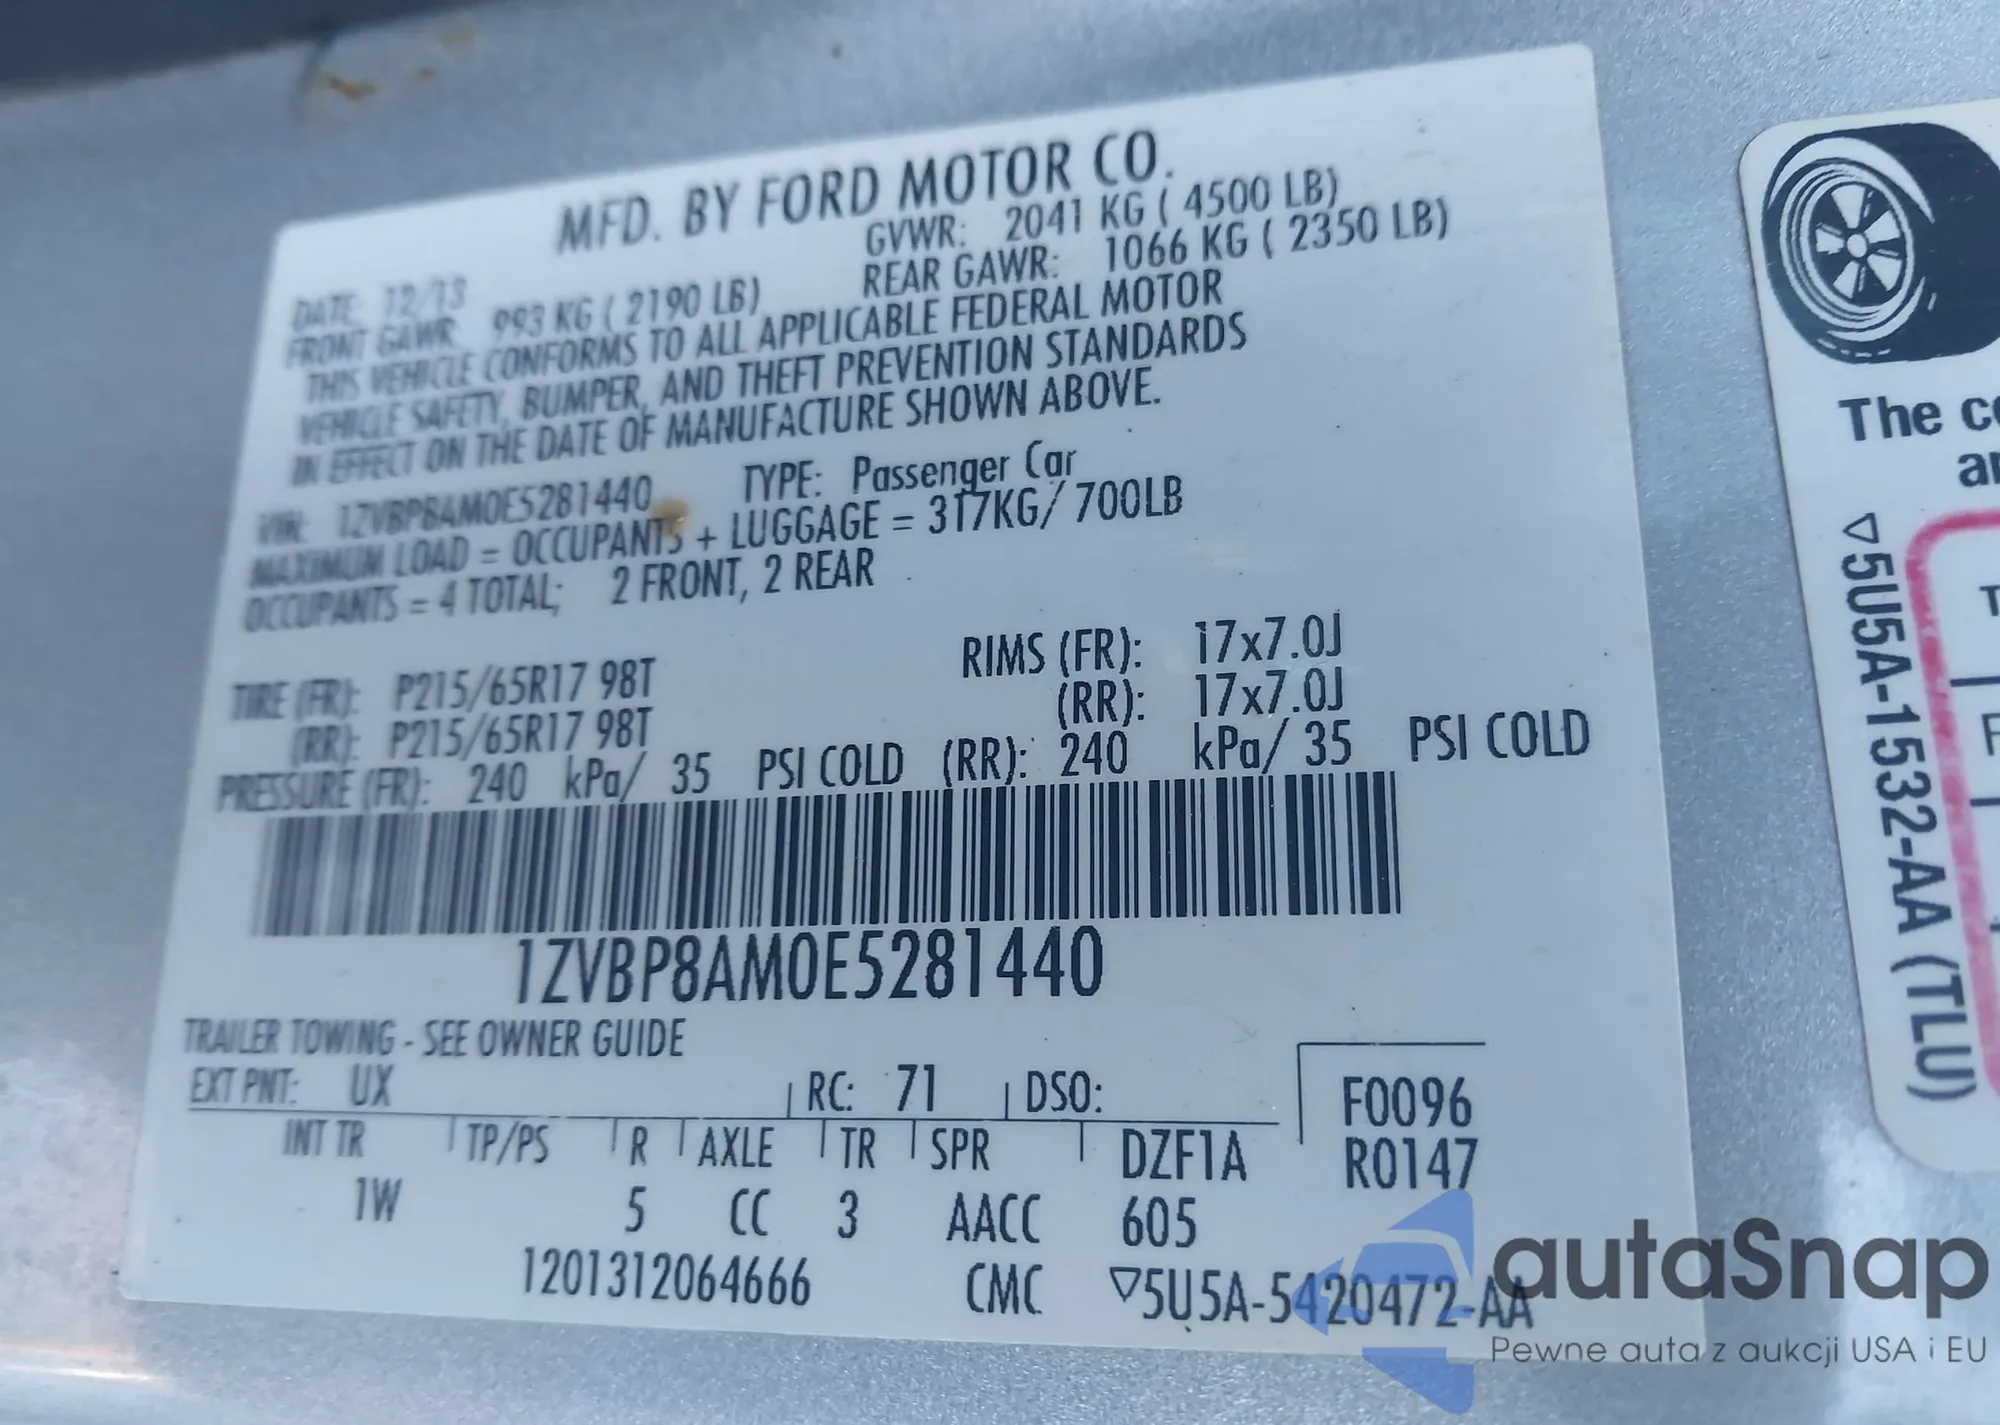 MFD. BY FORD MOTOR CO.
DATE: 12/13 GVWR: 2041 KG ( 4500 LB)
FRONT GAWR 993 KG ( 2190 LB) REAR GAWR: 1066 KG ( 2350 LB)
THIS VEHICLE CONFORMS TO ALL APPLICABLE FEDERAL MOTOR
VEHICLE SAFETY, BUMPER, AND THEFT PREVENTION STANDARDS
IN EFFECT ON THE DATE OF MANUFACTURE SHOWN ABOVE.
VIN: 1ZVBP8AM0E5281440 TYPE: Passenger Car
MAXIMUM LOAD = OCCUPANTS + LUGGAGE = 317KG/ 700LB
OCCUPANTS = 4 TOTAL; 2 FRONT, 2 REAR
TIRE (FR): P215/65R17 98T RIMS (FR): 17x7.0J
(RR): P215/65R17 98T (RR): 17x7.0J
PRESSURE (FR): 240 kPa/ 35 PSI COLD (RR): 240 kPa/ 35 PSI COLD
1ZVBP8AM0E5281440
TRAILER TOWING - SEE OWNER GUIDE
EXT PNT: UX RC: 71 DSO: F0096
INT TR TP/PS R AXLE TR SPR DZF1A R0147
1W 5 CC 3 AACC 605
1201312064666 CMC ▽5U5A-5420472-AA
The
▽5U5A-1532-AA (TLU)
autaSnap
Pewne auta z aukcji USA i EU